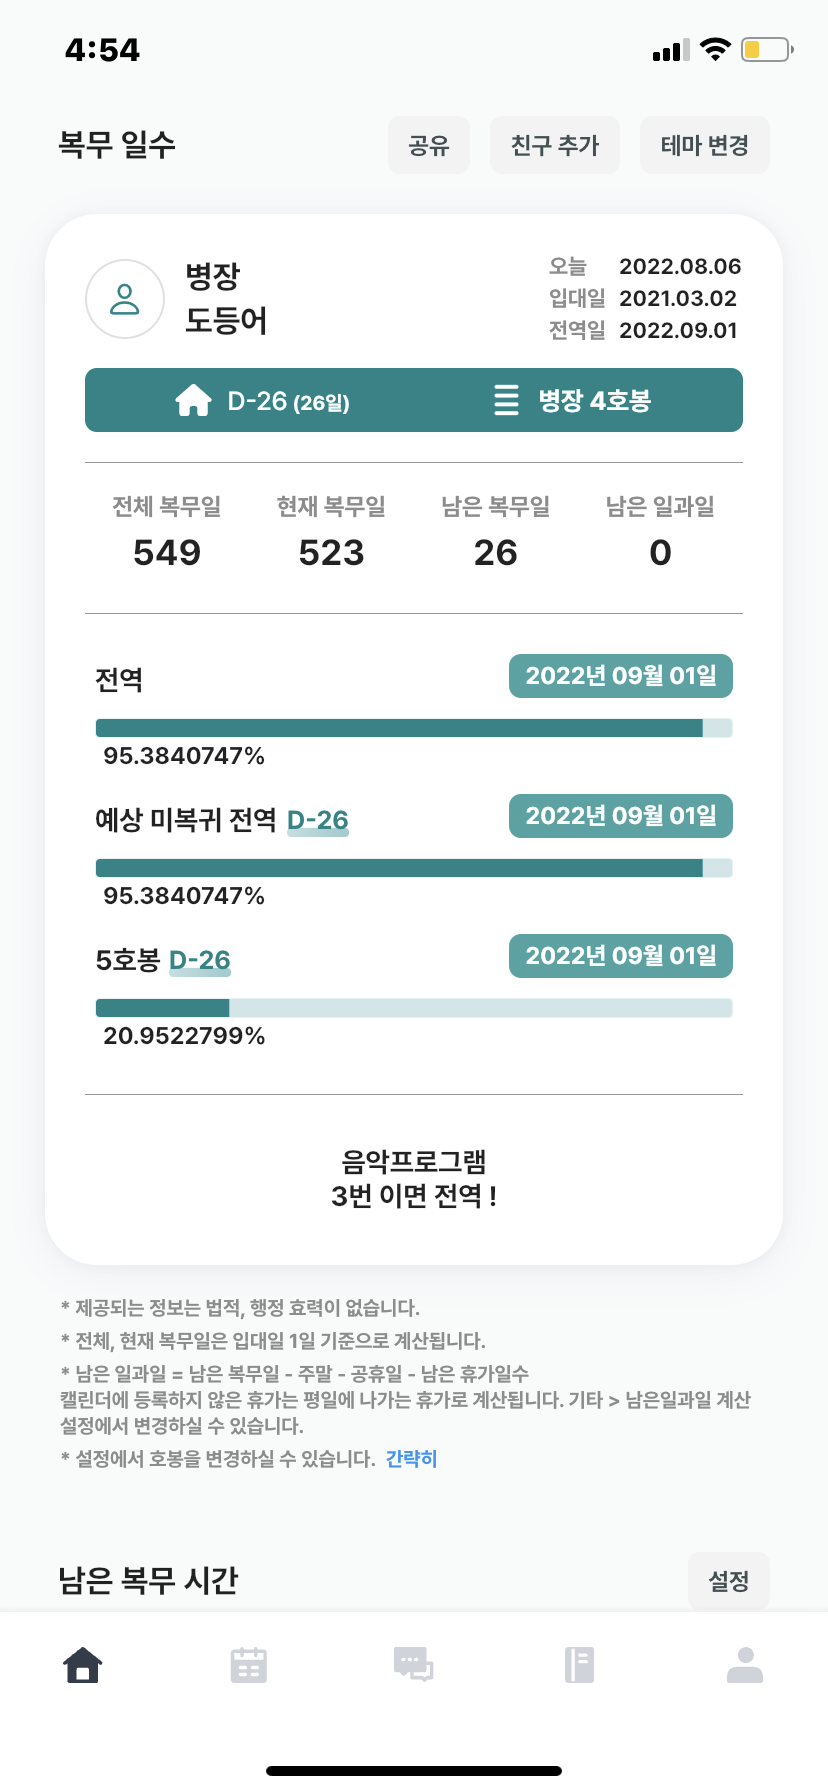 4:54
복무 일수
공유
친구 추가
테마 변경
병장
도등어
오늘 2022.08.06
입대일 2021.03.02
전역일 2022.09.01
D-26 (26일)
병장 4호봉
전체 복무일 현재 복무일 남은 복무일 남은 일과일
549 523 26 0
전역 2022년 09월 01일
95.3840747%
예상 미복귀 전역 D-26 2022년 09월 01일
95.3840747%
5호봉 D-26 2022년 09월 01일
20.9522799%
음악프로그램
3번 이면 전역 !
* 제공되는 정보는 법적, 행정 효력이 없습니다.
* 전체, 현재 복무일은 입대일 1일 기준으로 계산됩니다.
* 남은 일과일 = 남은 복무일 - 주말 - 공휴일 - 남은 휴가일수
캘린더에 등록하지 않은 휴가는 평일에 나가는 휴가로 계산됩니다. 기타 > 남은일과일 계산
설정에서 변경하실 수 있습니다.
* 설정에서 호봉을 변경하실 수 있습니다. 간략히
남은 복무 시간
설정